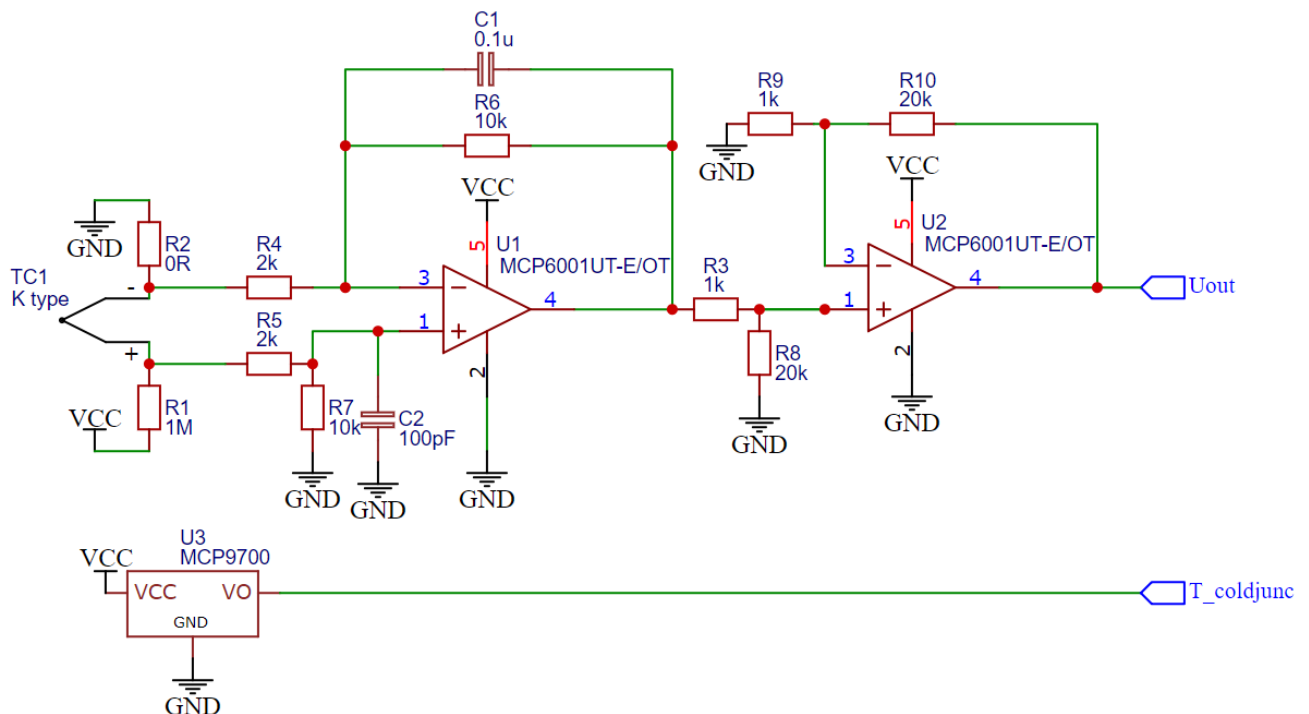 C1
0.1u
R6
10k
R9
1k
R10
20k
GND
VCC
VCC
GND
R2
0R
R4
2k
5
U1
MCP6001UT-E/OT
5
U2
MCP6001UT-E/OT
TC1
K type
-
3
-
4
R3
1k
3
-
4
Uout
+
R5
2k
1
+
1
+
2
R8
20k
2
VCC
R1
1M
R7
10k
C2
100pF
GND
GND
GND
GND
GND
U3
MCP9700
VCC
VCC
VO
GND
T_coldjunc
GND